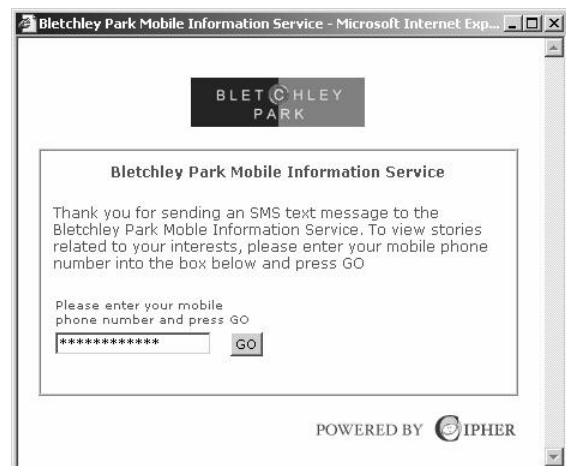 Bletchley Park Mobile Information Service - Microsoft Internet Exp...
BLETCHLEY
PARK
Bletchley Park Mobile Information Service
Thank you for sending an SMS text message to the
Bletchley Park Moble Information Service. To view stories
related to your interests, please enter your mobile phone
number into the box below and press GO
Please enter your mobile
phone number and press GO
************ GO
POWERED BY CIPHER